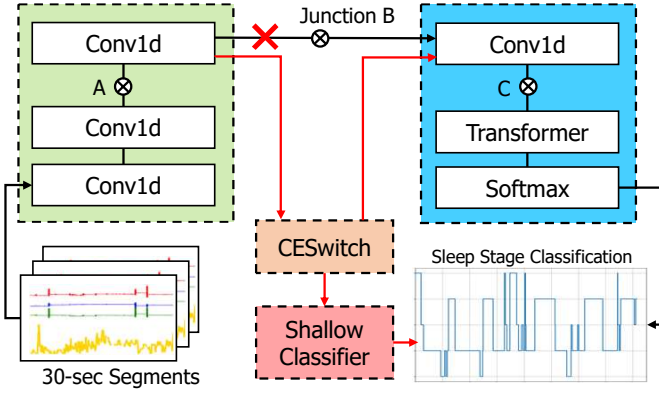 Junction B
Conv1d
A
Conv1d
Conv1d
Conv1d
C
Transformer
Softmax
CESwitch
Sleep Stage Classification
Shallow
Classifier
30-sec Segments